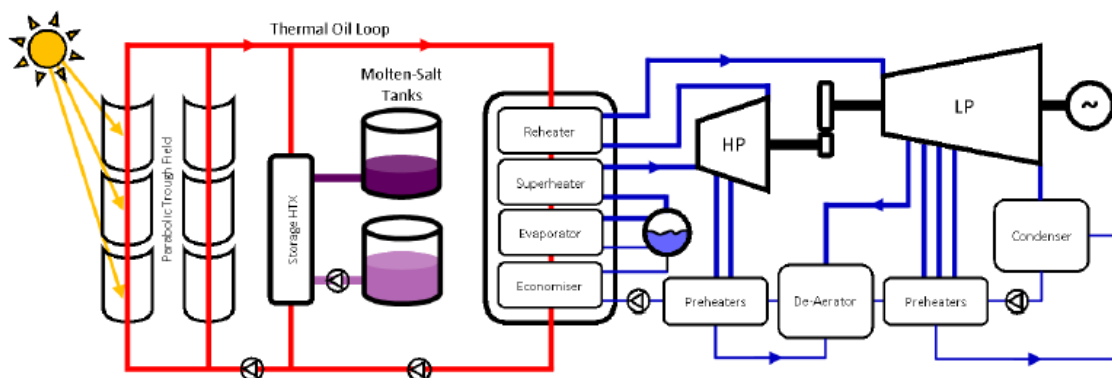 Thermal Oil Loop
Molten-Salt
Tanks
Parabolic Trough Field
Storage HTX
Reheater
Superheater
Evaporator
Economiser
HP
LP
~
Preheaters
De-Aerator
Preheaters
Condenser